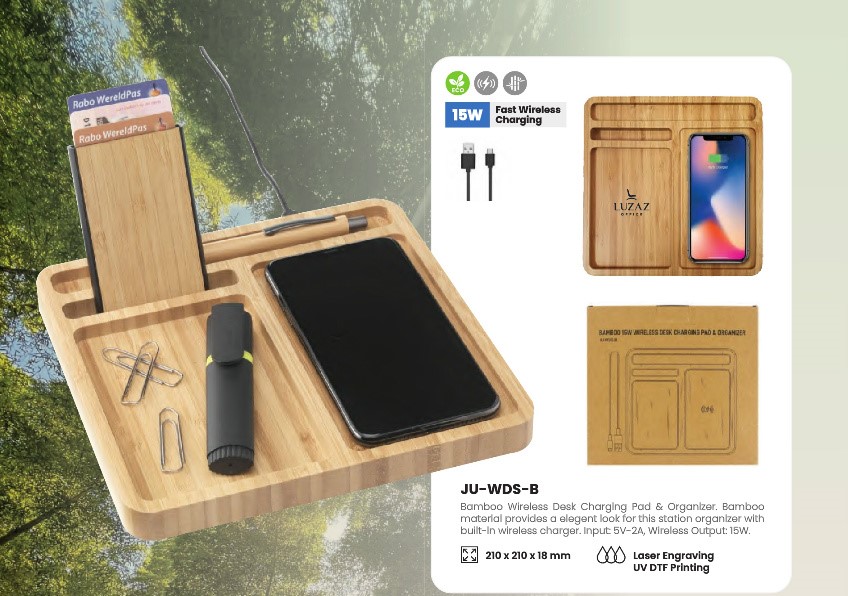 Rabo WereldPas
Rabo WereldPas
ECO
15W
Fast Wireless
Charging
LUZAZ
OFFICE
BAMBOO 15W WIRELESS DESK CHARGING PAD & ORGANIZER
JU-WDS-B
Bamboo Wireless Desk Charging Pad & Organizer. Bamboo
material provides a elegent look for this station organizer with
built-in wireless charger. Input: 5V-2A, Wireless Output: 15W.
210 x 210 x 18 mm
Laser Engraving
UV DTF Printing